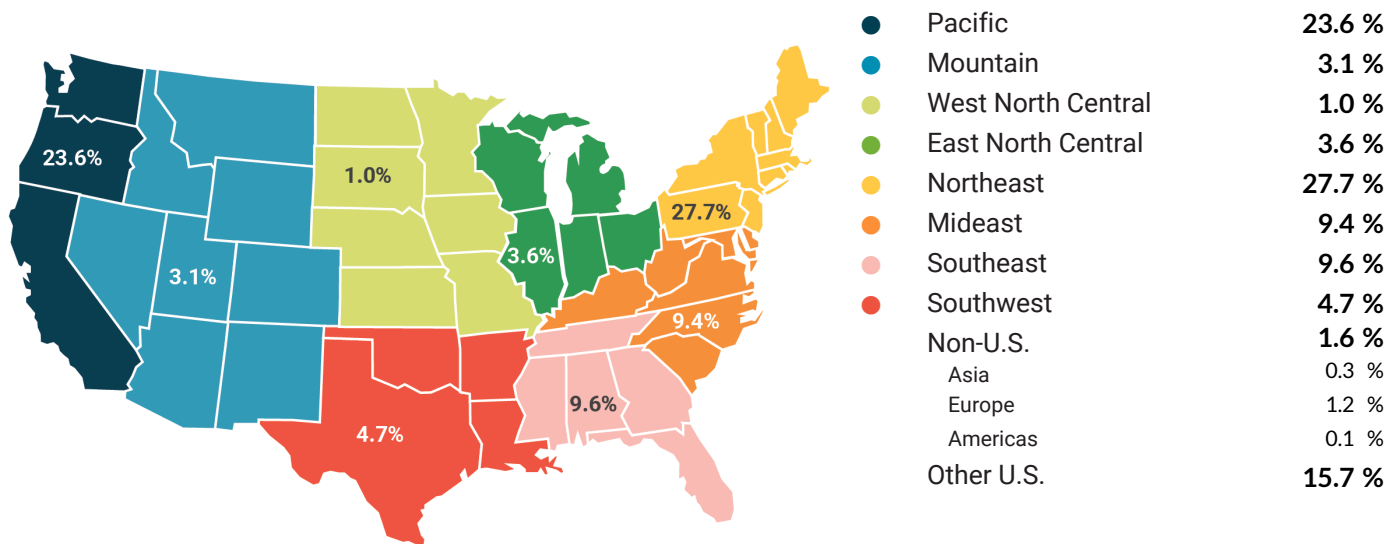 23.6%
3.1%
1.0%
3.6%
27.7%
9.4%
9.6%
4.7%
Pacific 23.6 %
Mountain 3.1 %
West North Central 1.0 %
East North Central 3.6 %
Northeast 27.7 %
Mideast 9.4 %
Southeast 9.6 %
Southwest 4.7 %
Non-U.S. 1.6 %
Asia 0.3 %
Europe 1.2 %
Americas 0.1 %
Other U.S. 15.7 %